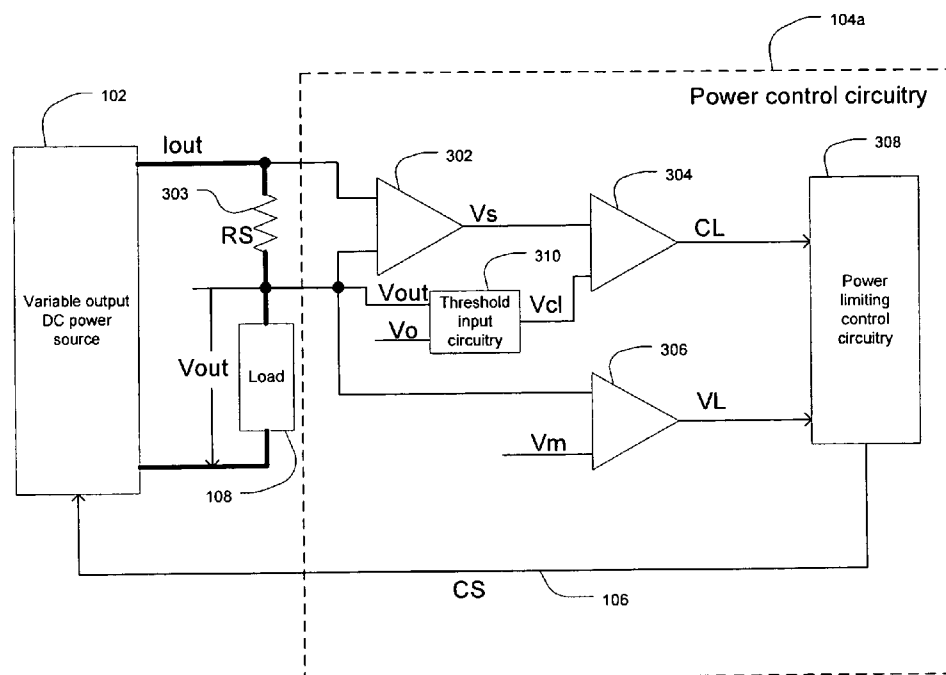 104a
Power control circuitry
102
Iout
302
308
303
304
RS
Vs
CL
310
Variable output
DC power
source
Vout
Threshold
input
circuitry
Vcl
Power
limiting
control
circuitry
Vo
Vout
Load
306
VL
Vm
108
CS
106